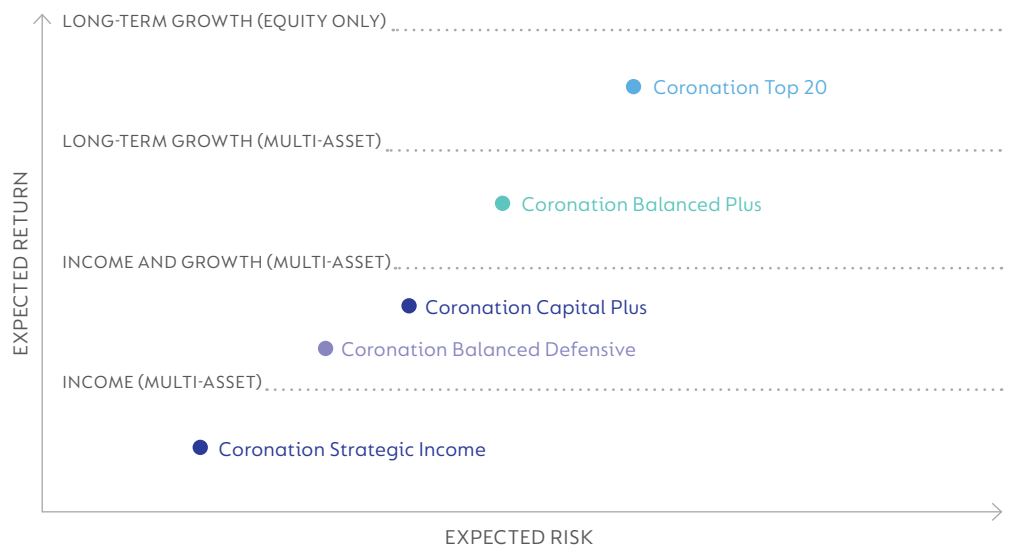 LONG-TERM GROWTH (EQUITY ONLY)
Coronation Top 20
LONG-TERM GROWTH (MULTI-ASSET)
Coronation Balanced Plus
INCOME AND GROWTH (MULTI-ASSET)
Coronation Capital Plus
Coronation Balanced Defensive
INCOME (MULTI-ASSET)
Coronation Strategic Income
EXPECTED RETURN
EXPECTED RISK